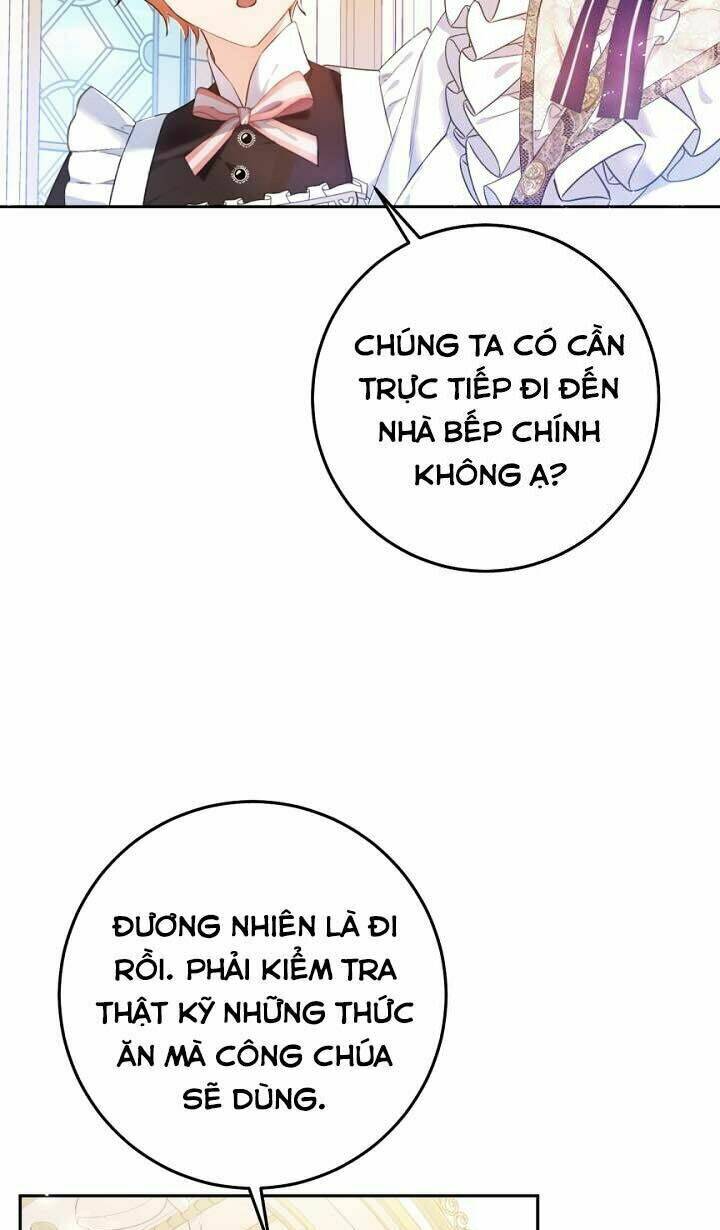 CHÚNG TA CÓ CẦN
TRỰC TIẾP ĐI ĐẾN
NHÀ BẾP CHÍNH
KHÔNG Ạ?
ĐƯƠNG NHIÊN LÀ ĐI
RỒI. PHẢI KIỂM TRA
THẬT KỸ NHỮNG THỨC
ĂN MÀ CÔNG CHÚA
SẼ DÙNG.